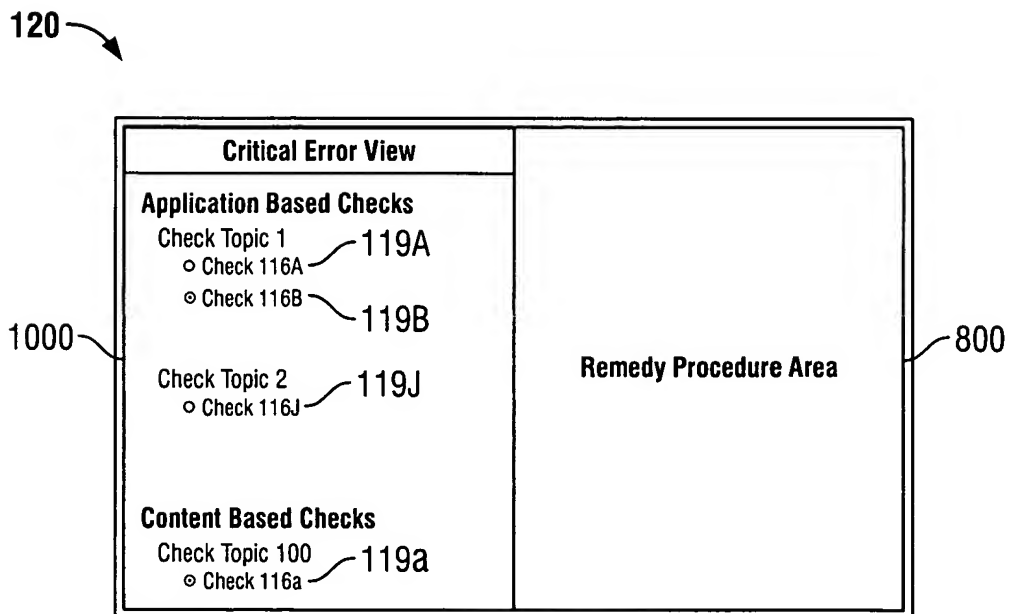 120
Critical Error View
Application Based Checks
Check Topic 1
Check 116A
119A
Check 116B
119B
1000
Check Topic 2
119J
Check 116J
Content Based Checks
Check Topic 100
119a
Check 116a
Remedy Procedure Area
800